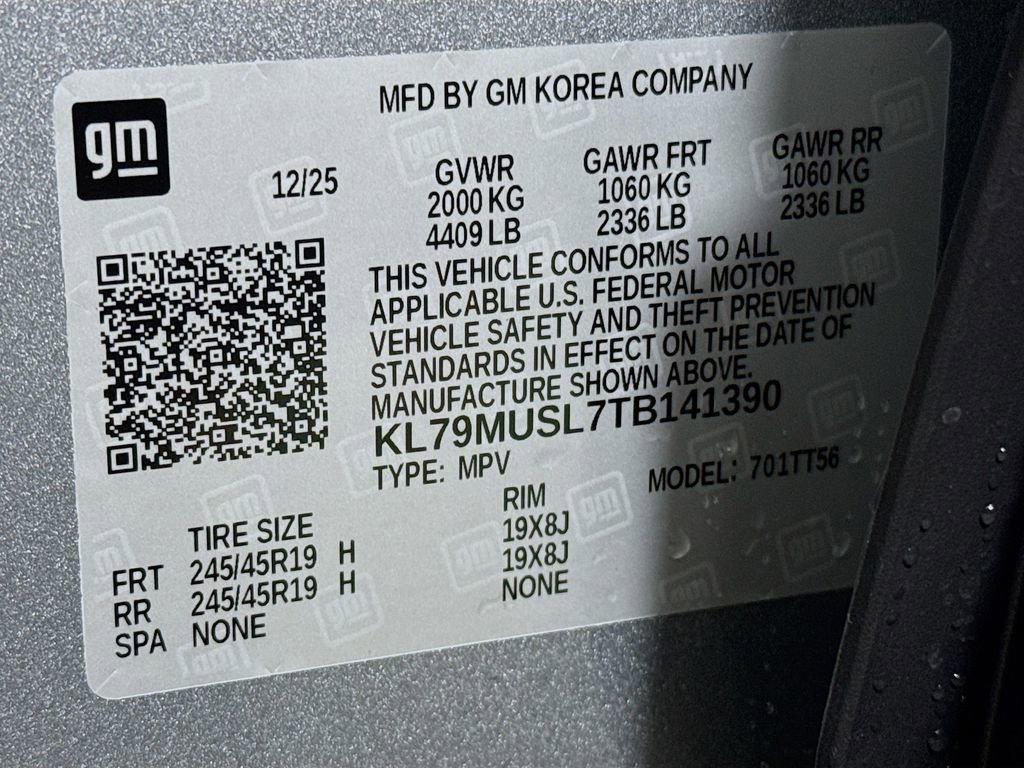 gm
MFD BY GM KOREA COMPANY
12/25
GVWR
2000 KG
4409 LB
GAWR FRT
1060 KG
2336 LB
GAWR RR
1060 KG
2336 LB
THIS VEHICLE CONFORMS TO ALL
APPLICABLE U.S. FEDERAL MOTOR
VEHICLE SAFETY AND THEFT PREVENTION
STANDARDS IN EFFECT ON THE DATE OF
MANUFACTURE SHOWN ABOVE.
KL79MUSL7TB141390
TYPE: MPV MODEL: 701TT56
TIRE SIZE RIM
FRT 245/45R19 H 19X8J
RR 245/45R19 H 19X8J
SPA NONE NONE